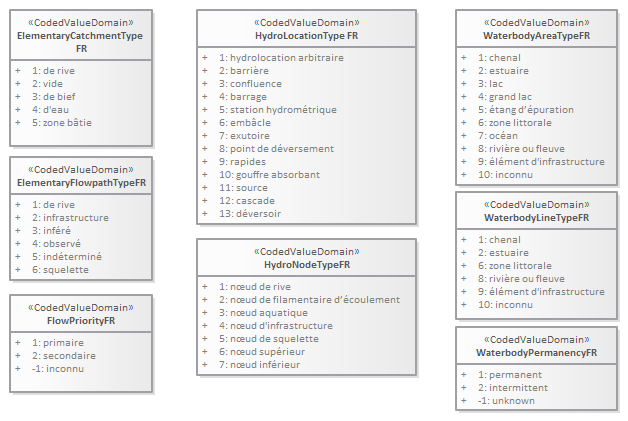 «CodedValueDomain»
ElementaryCatchmentType
FR
+ 1: de rive
+ 2: vide
+ 3: de bief
+ 4: d'eau
+ 5: zone bâtie
«CodedValueDomain»
ElementaryFlowpathTypeFR
+ 1: de rive
+ 2: infrastructure
+ 3: inféré
+ 4: observé
+ 5: indéterminé
+ 6: squelette
«CodedValueDomain»
FlowPriorityFR
+ 1: primaire
+ 2: secondaire
+ -1: inconnu
«CodedValueDomain»
HydroLocationType FR
+ 1: hydrolocation arbitraire
+ 2: barrière
+ 3: confluence
+ 4: barrage
+ 5: station hydrométrique
+ 6: embâcle
+ 7: exutoire
+ 8: point de déversement
+ 9: rapides
+ 10: gouffre absorbant
+ 11: source
+ 12: cascade
+ 13: déversoir
«CodedValueDomain»
HydroNodeTypeFR
+ 1: nœud de rive
+ 2: nœud de filamentaire d’écoulement
+ 3: nœud aquatique
+ 4: nœud d'infrastructure
+ 5: nœud de squelette
+ 6: nœud supérieur
+ 7: nœud inférieur
«CodedValueDomain»
WaterbodyAreaTypeFR
+ 1: chenal
+ 2: estuaire
+ 3: lac
+ 4: grand lac
+ 5: étang d’épuration
+ 6: zone littorale
+ 7: océan
+ 8: rivière ou fleuve
+ 9: élément d'infrastructure
+ 10: inconnu
«CodedValueDomain»
WaterbodyLineTypeFR
+ 1: chenal
+ 2: estuaire
+ 6: zone littorale
+ 8: rivière ou fleuve
+ 9: élément d'infrastructure
+ 10: inconnu
«CodedValueDomain»
WaterbodyPermanencyFR
+ 1: permanent
+ 2: intermittent
+ -1: unknown